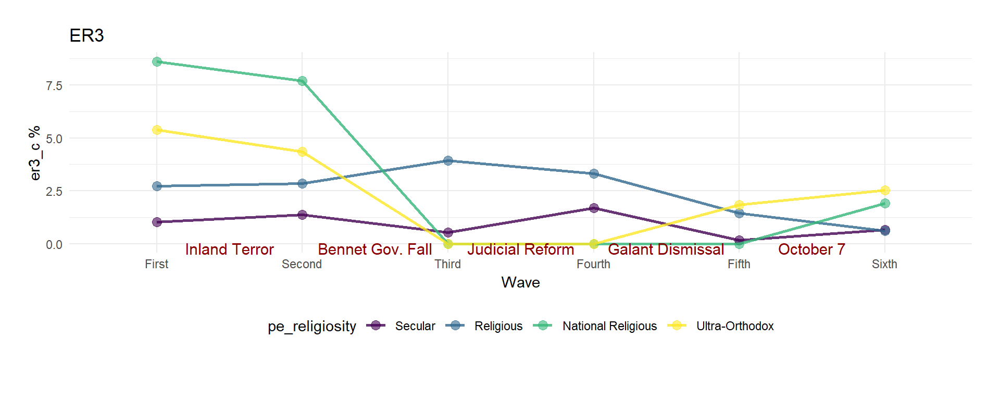 ER3
er3_c %
7.5
5.0
2.5
0.0
Inland Terror Bennet Gov. Fall Judicial Reform Galant Dismissal October 7
First Second Third Fourth Fifth Sixth
Wave
pe_religiosity Secular Religious National Religious Ultra-Orthodox